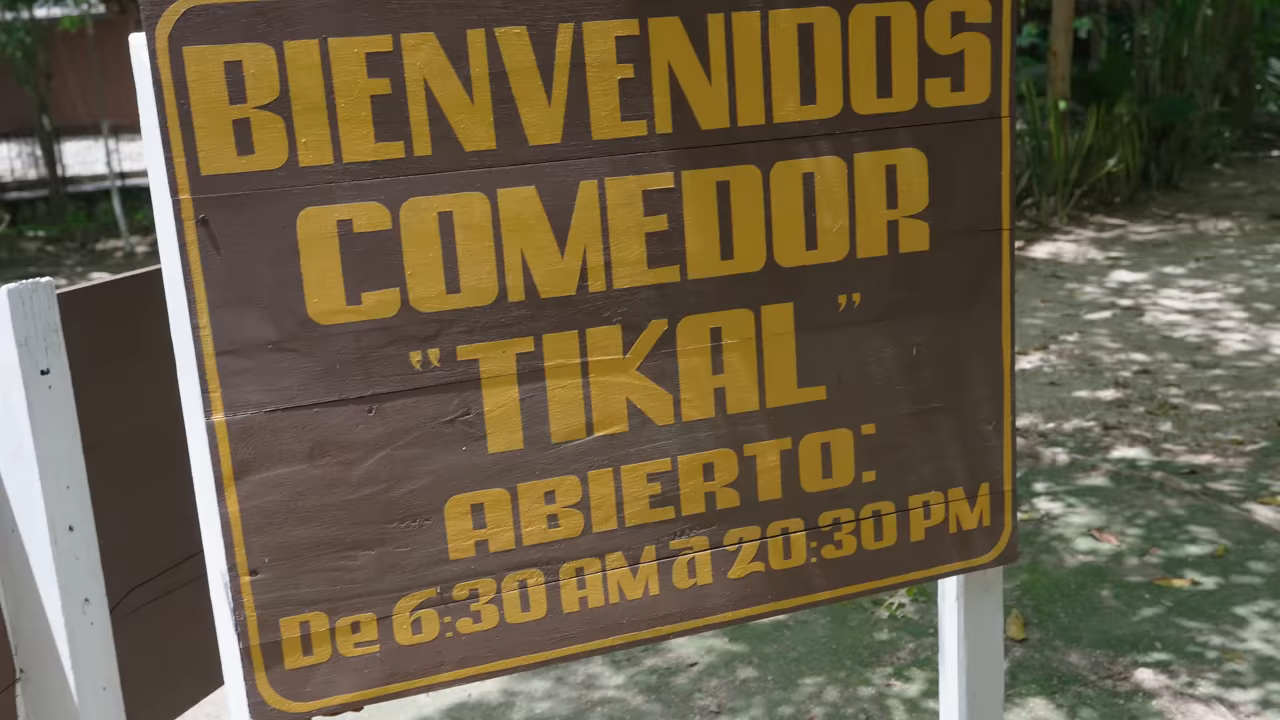 BIENVENIDOS
COMEDOR
"TIKAL"
ABIERTO:
De 6:30 AM a 20:30 PM